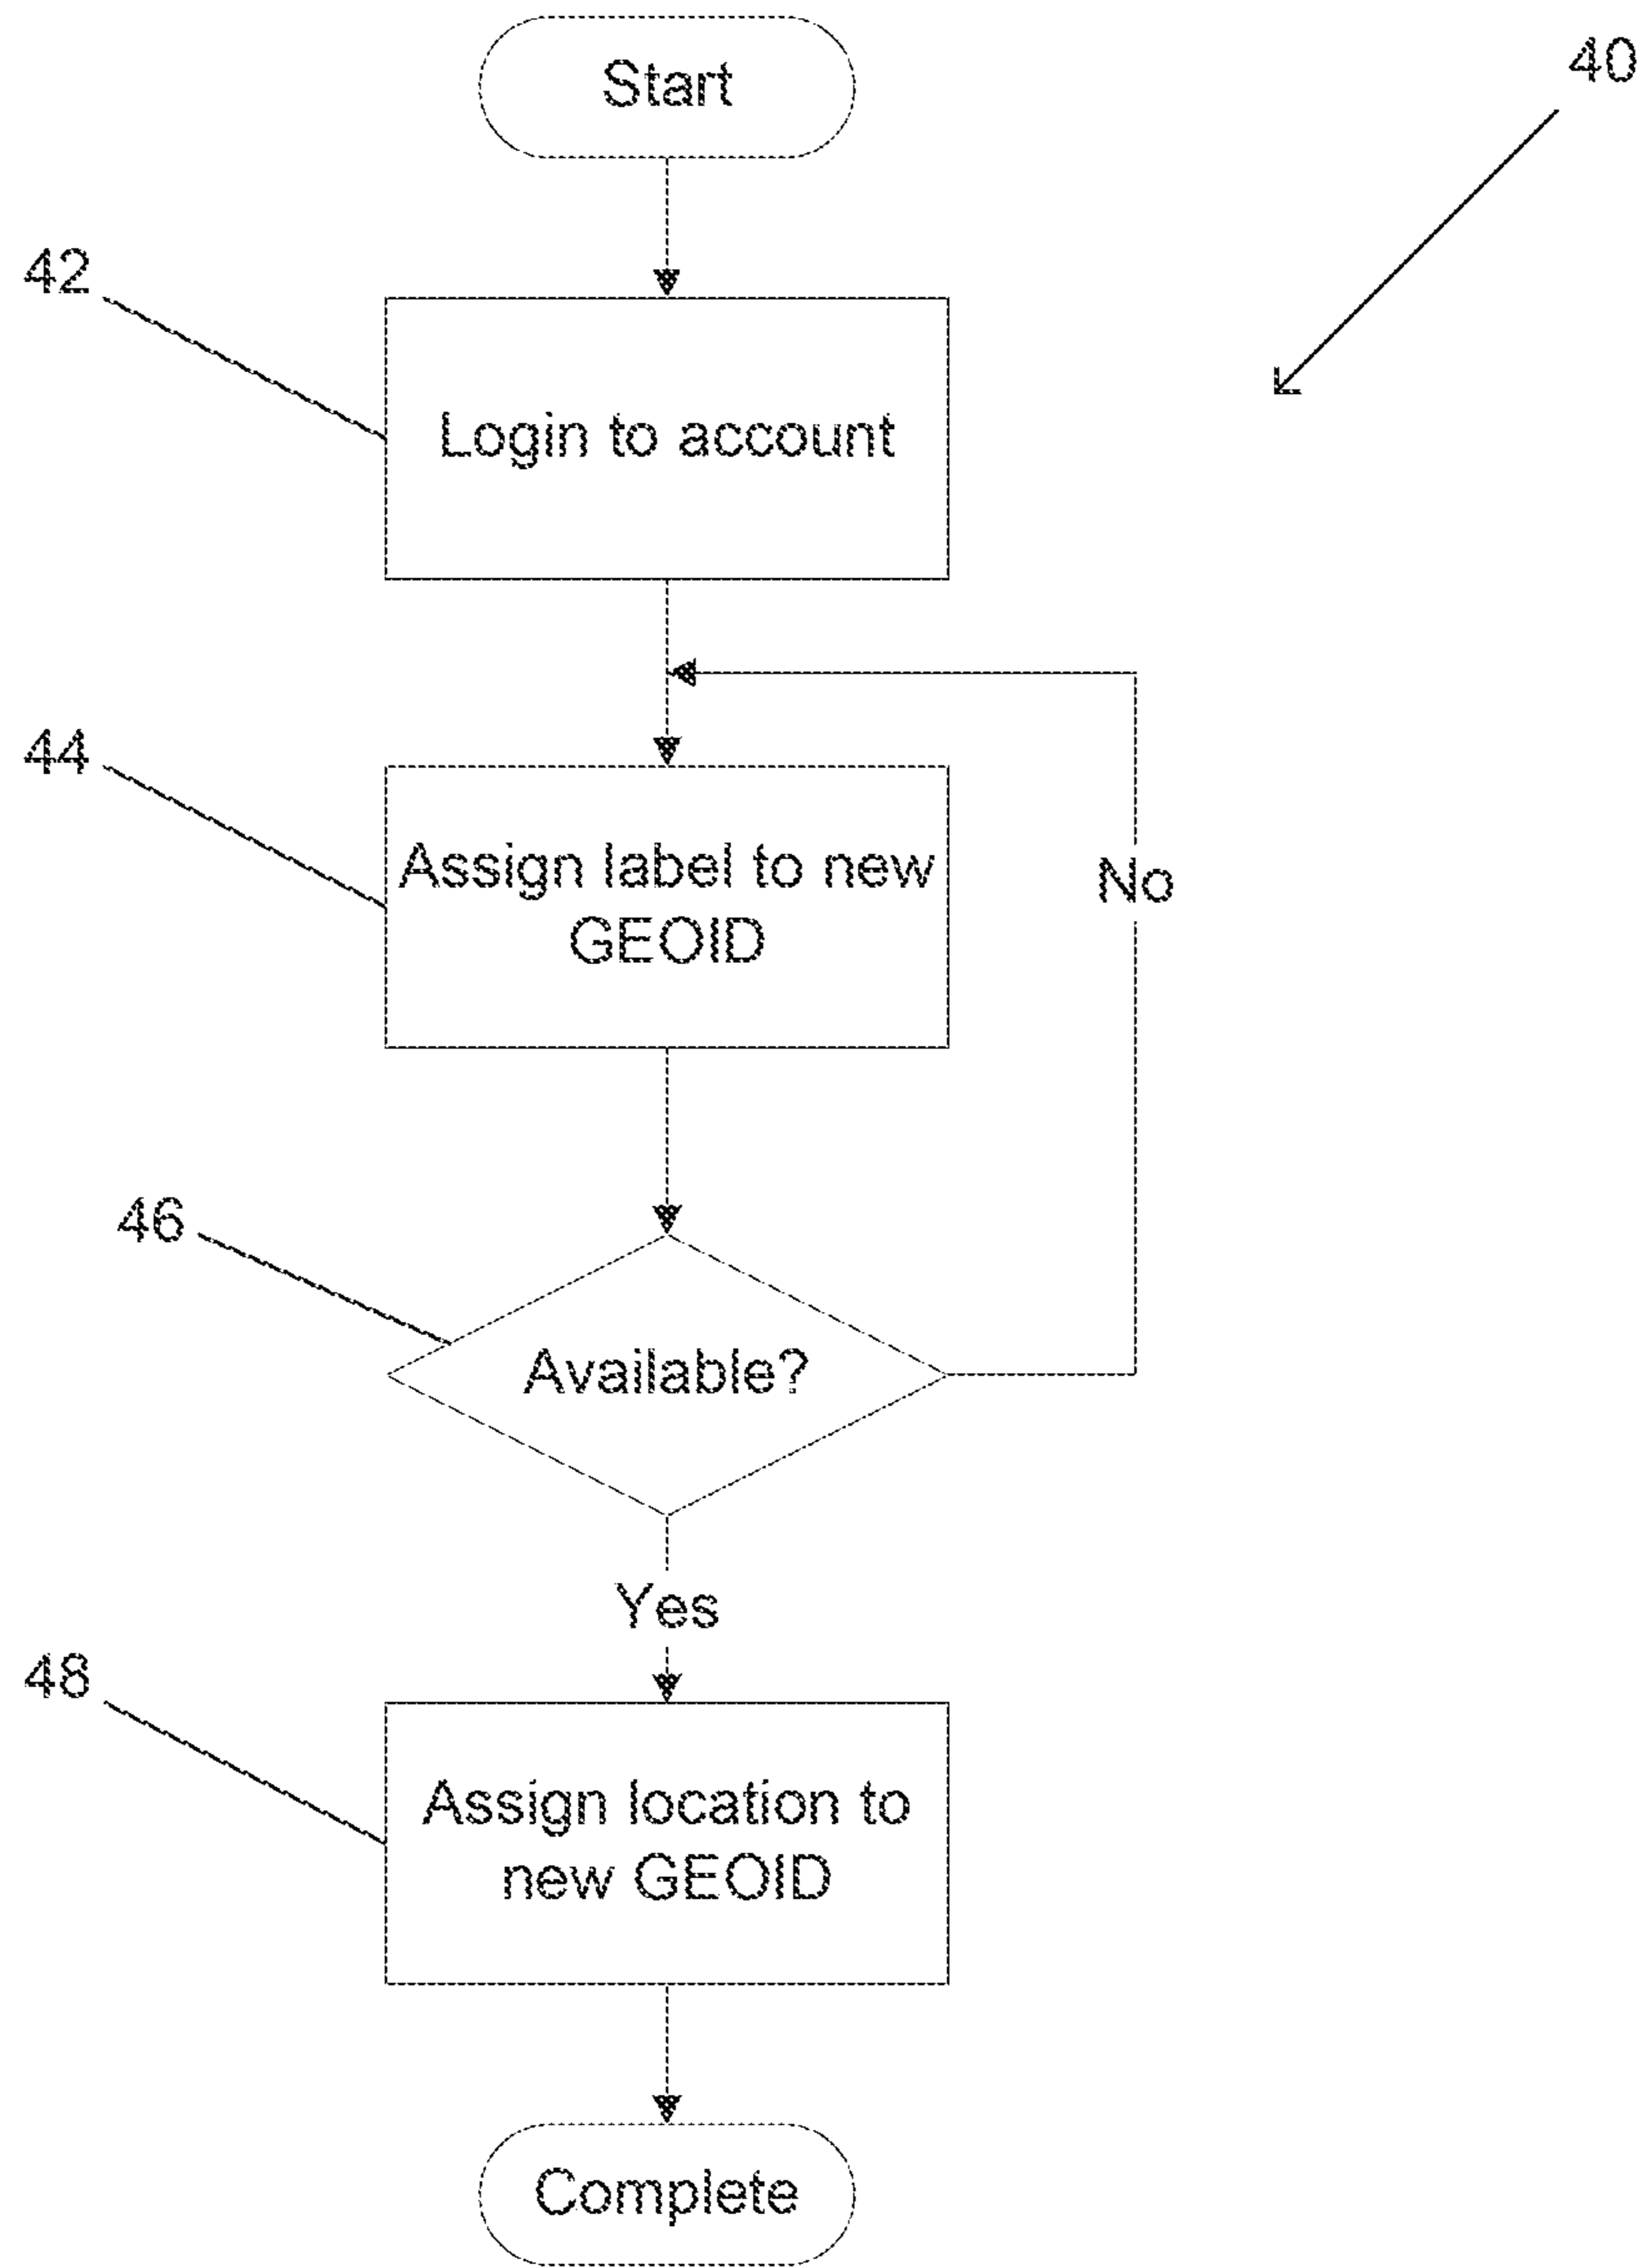 Start
40
42
Login to account
44
Assign label to new
GEOID
No
46
Available?
Yes
48
Assign location to
new GEOID
Complete